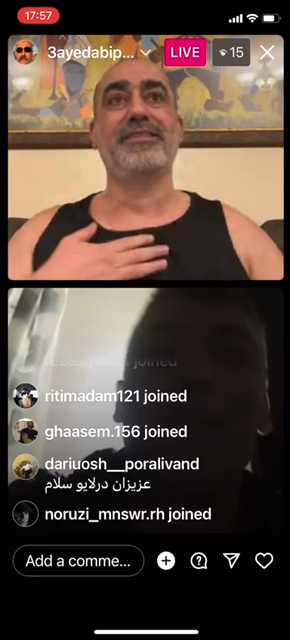 17:57
3ayedabip...
LIVE
15
joined
ritimadam121 joined
ghaasem.156 joined
dariuosh__poralivand
عزیزان درلایو سلام
noruzi_mnswr.rh joined
Add a comme...